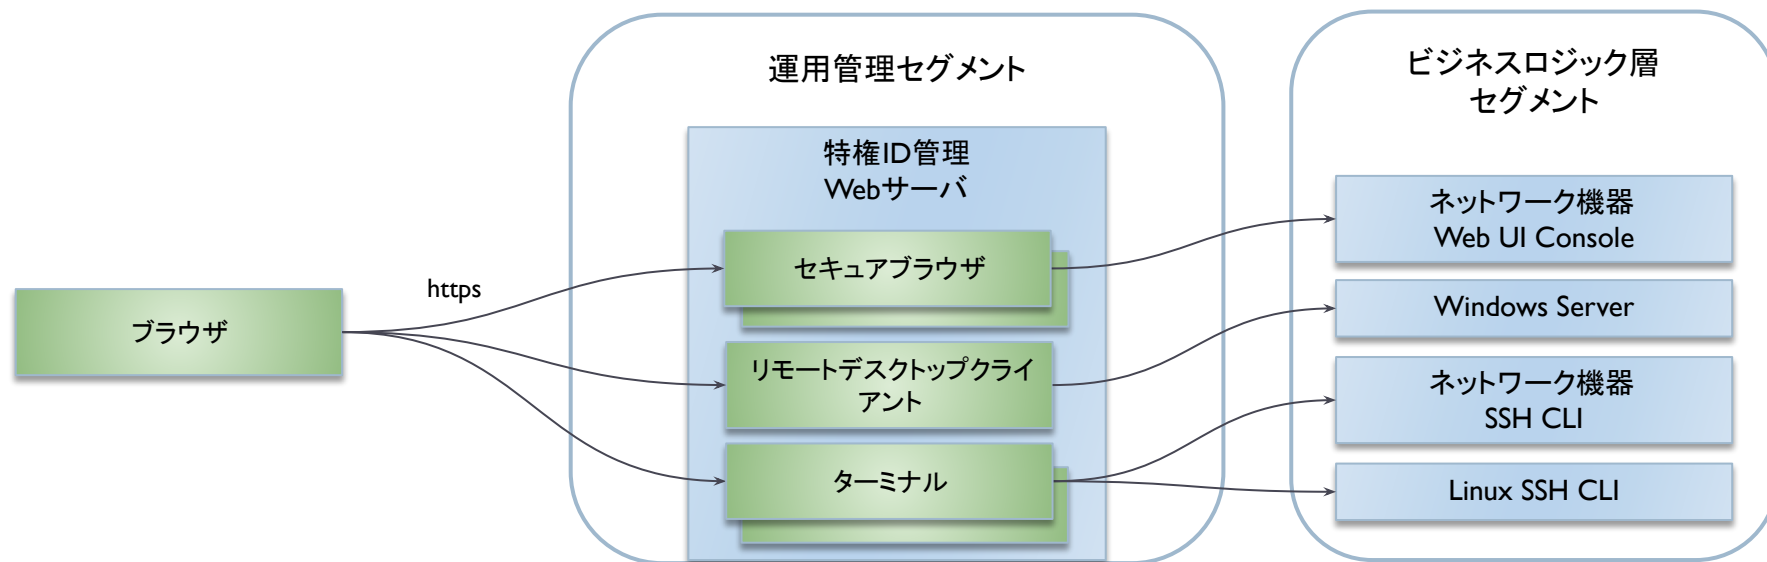 運用管理セグメント
ビジネスロジック層
セグメント
特権ID管理
Webサーバ
ネットワーク機器
Web UI Console
セキュアブラウザ
https
Windows Server
ブラウザ
リモートデスクトップクライ
アント
ネットワーク機器
SSH CLI
ターミナル
Linux SSH CLI